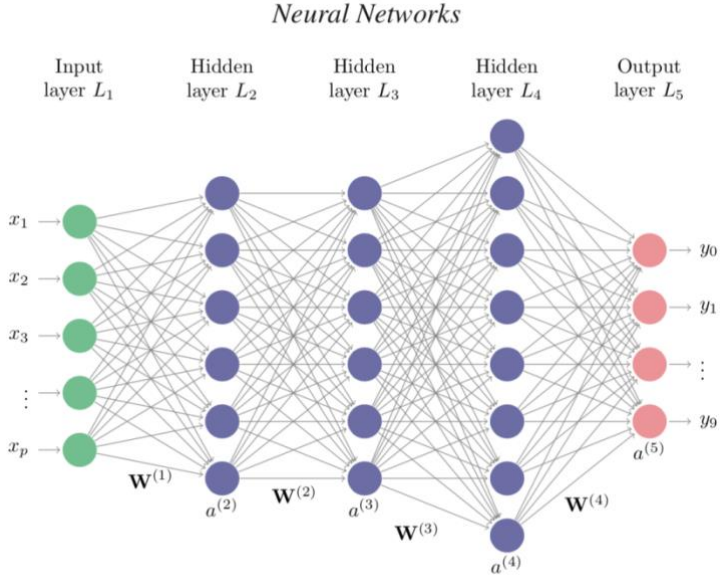 Neural Networks
Input
layer L₁
Hidden
layer L₂
Hidden
layer L₃
Hidden
layer L₄
Output
layer L₅
x₁
x₂
x₃
⋮
xₚ
W⁽¹⁾
a⁽²⁾
W⁽²⁾
a⁽³⁾
W⁽³⁾
a⁽⁴⁾
W⁽⁴⁾
a⁽⁵⁾
y₀
y₁
⋮
y₉